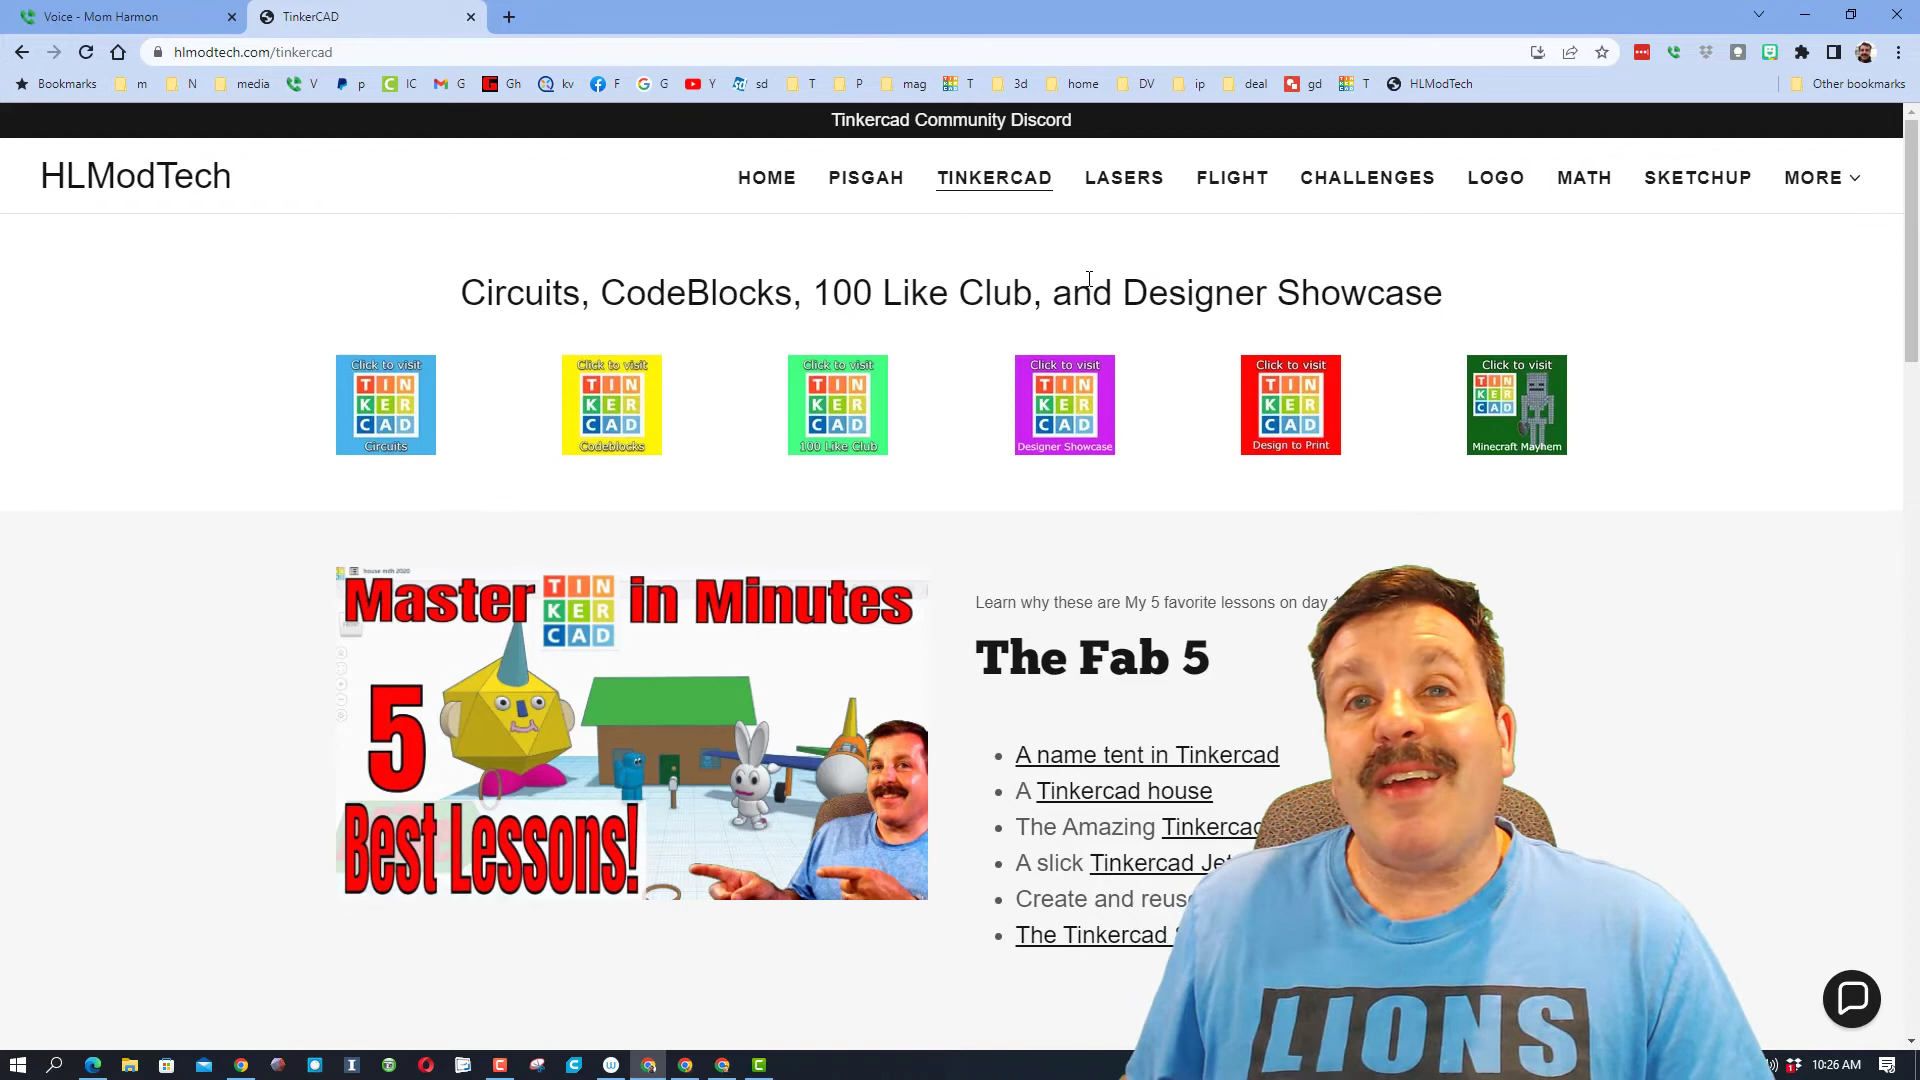 Voice - Mom Harmon
TinkerCAD
hlmodtech.com/tinkercad
Bookmarks m N media V p IC G Gh kv F G Y sd T P mag T 3d home DV ip deal gd T HLModTech Other bookmarks
Tinkercad Community Discord
HLModTech
HOME PISGAH TINKERCAD LASERS FLIGHT CHALLENGES LOGO MATH SKETCHUP MORE
Circuits, CodeBlocks, 100 Like Club, and Designer Showcase
Click to visit
TIN
KER
CAD
Circuits
Click to visit
TIN
KER
CAD
Codeblocks
Click to visit
TIN
KER
CAD
100 Like Club
Click to visit
TIN
KER
CAD
Designer Showcase
Click to visit
TIN
KER
CAD
Design to Print
Click to visit
TIN
KER
CAD
Minecraft Mayhem
house mdh 2020
Master TIN KER CAD in Minutes
5
Best Lessons!
Learn why these are My 5 favorite lessons on day
The Fab 5
A name tent in Tinkercad
A Tinkercad house
The Amazing Tinkercad
A slick Tinkercad Jet
Create and reus
The Tinkercad
LIONS
10:26 AM